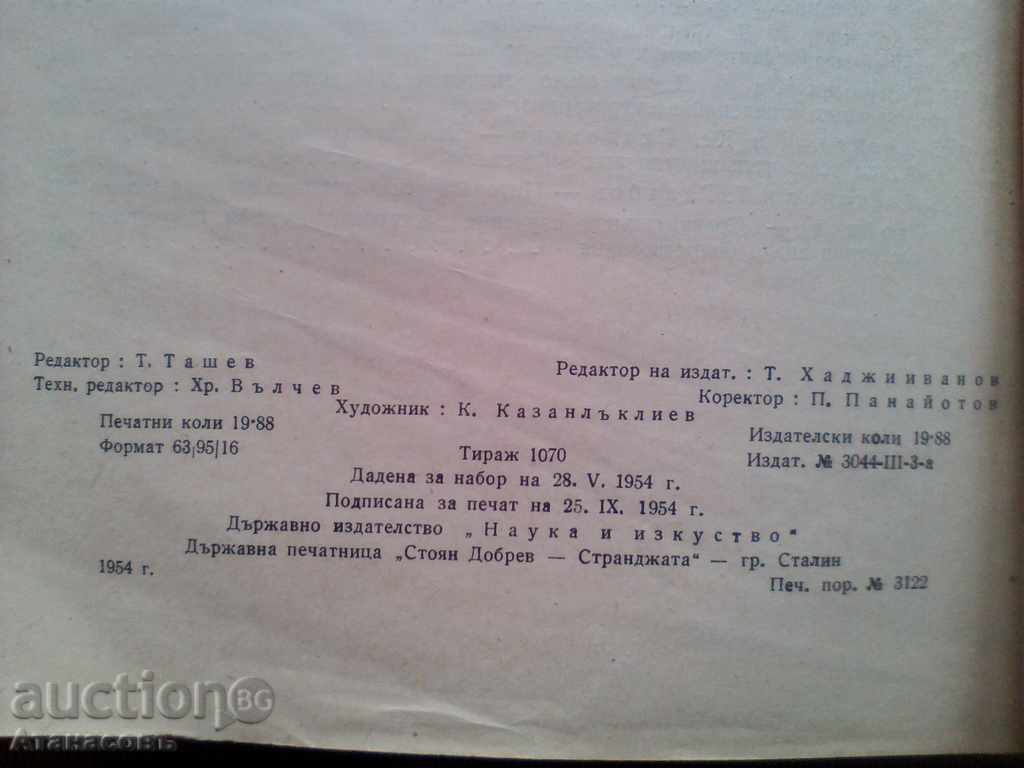 Редактор : Т. Ташев
Редактор на издат. : Т. Хаджииванов
Техн. редактор : Хр. Вълчев
Коректор : П. Панайотов
Художник : К. Казанлъклиев
Печатни коли 19·88
Издателски коли 19·88
Формат 63/95/16
Тираж 1070
Издат. № 3044-III-3-а
Дадена за набор на 28. V. 1954 г.
Подписана за печат на 25. IX. 1954 г.
Държавно издателство „Наука и изкуство“
Държавна печатница „Стоян Добрев — Странджата“ — гр. Сталин
1954 г.
Печ. пор. № 3122
auction BG
Атанасовъ